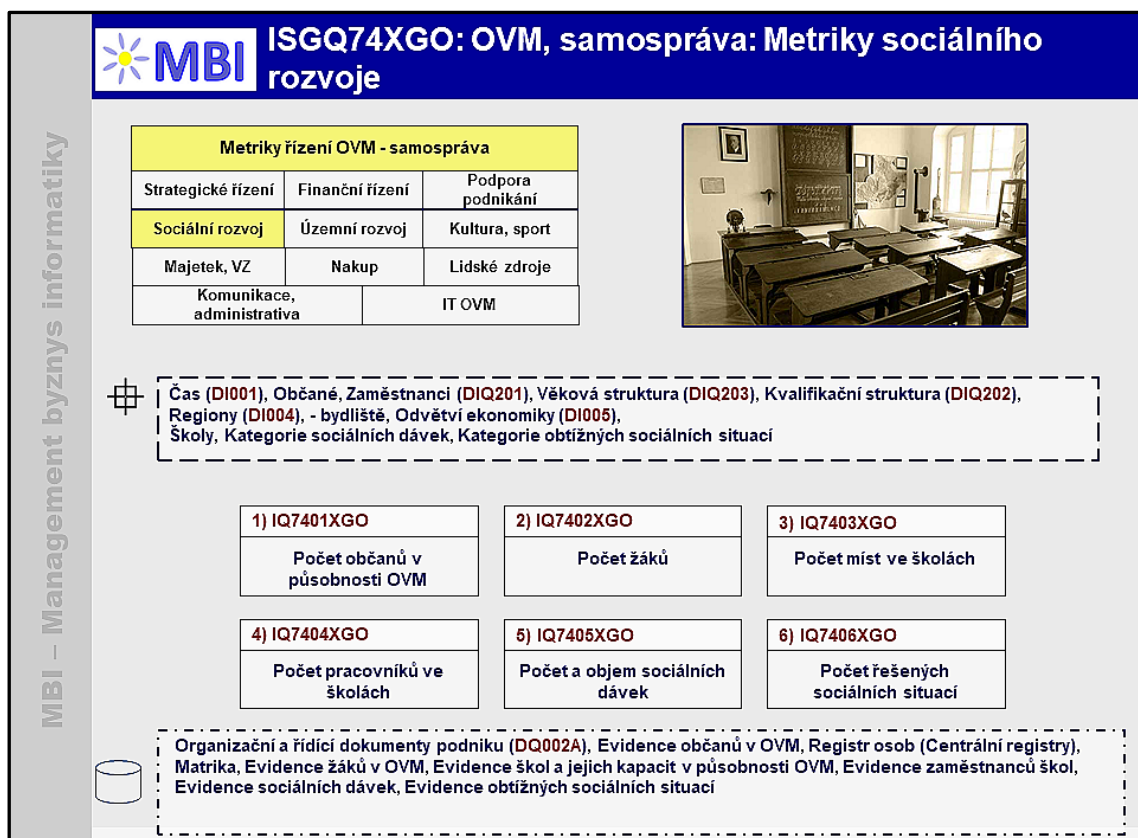 MBI – Management byznys informatiky
MBI
ISGQ74XGO: OVM, samospráva: Metriky sociálního
rozvoje
Metriky řízení OVM - samospráva
Strategické řízení
Finanční řízení
Podpora
podnikání
Sociální rozvoj
Územní rozvoj
Kultura, sport
Majetek, VZ
Nakup
Lidské zdroje
Komunikace,
administrativa
IT OVM
Čas (DI001), Občané, Zaměstnanci (DIQ201), Věková struktura (DIQ203), Kvalifikační struktura (DIQ202),
Regiony (DI004), - bydliště, Odvětví ekonomiky (DI005),
Školy, Kategorie sociálních dávek, Kategorie obtížných sociálních situací
1) IQ7401XGO
Počet občanů v
působnosti OVM
2) IQ7402XGO
Počet žáků
3) IQ7403XGO
Počet míst ve školách
4) IQ7404XGO
Počet pracovníků ve
školách
5) IQ7405XGO
Počet a objem sociálních
dávek
6) IQ7406XGO
Počet řešených
sociálních situací
Organizační a řídící dokumenty podniku (DQ002A), Evidence občanů v OVM, Registr osob (Centrální registry),
Matrika, Evidence žáků v OVM, Evidence škol a jejich kapacit v působnosti OVM, Evidence zaměstnanců škol,
Evidence sociálních dávek, Evidence obtížných sociálních situací